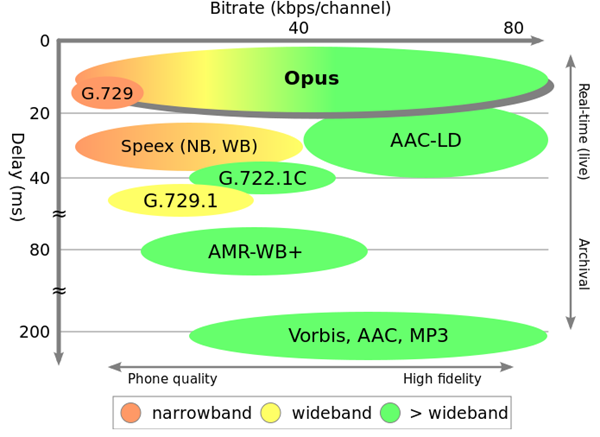 Bitrate (kbps/channel)
40
80
0
Opus
G.729
20
AAC-LD
Speex (NB, WB)
40
G.722.1C
G.729.1
≈
80
AMR-WB+
≈
200
Vorbis, AAC, MP3
Delay (ms)
Real-time (live)
Archival
Phone quality
High fidelity
narrowband
wideband
> wideband